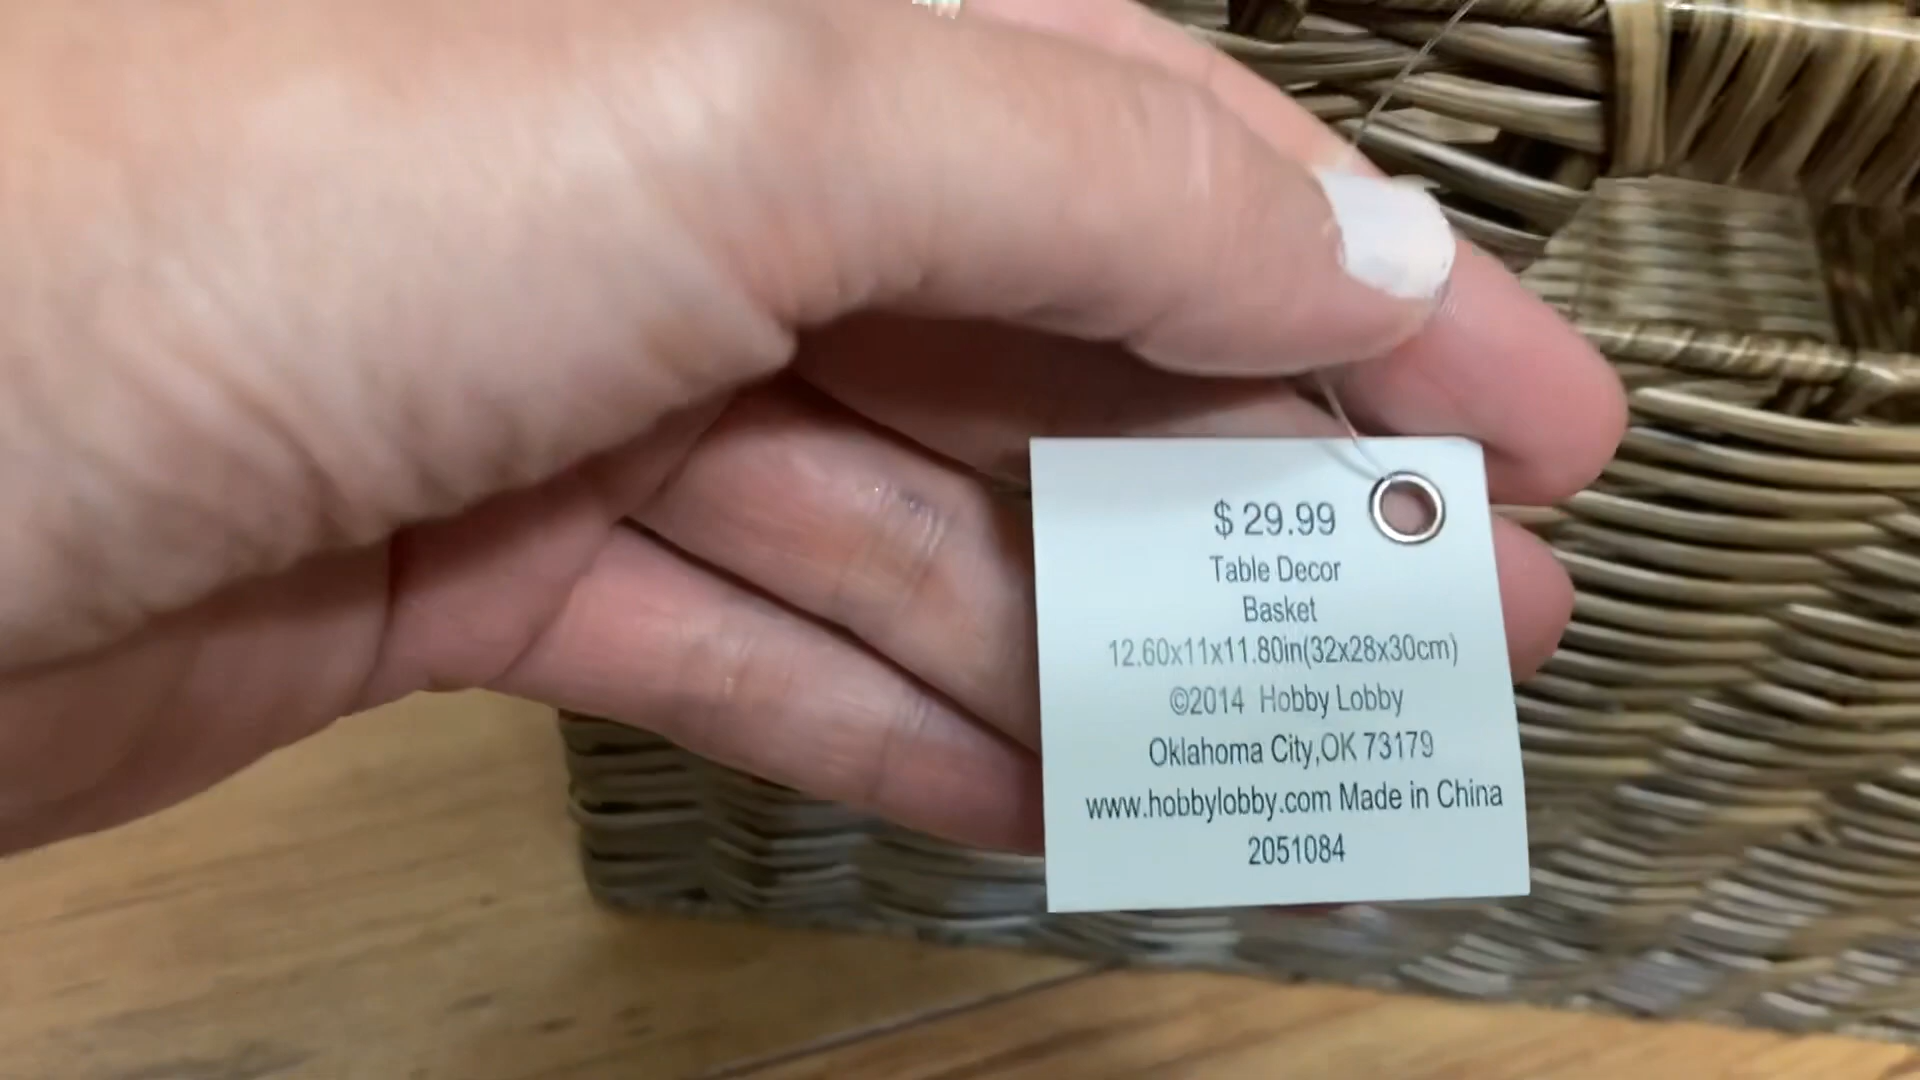 $ 29.99
Table Decor
Basket
12.60x11x11.80in(32x28x30cm)
©2014 Hobby Lobby
Oklahoma City,OK 73179
www.hobbylobby.com Made in China
2051084